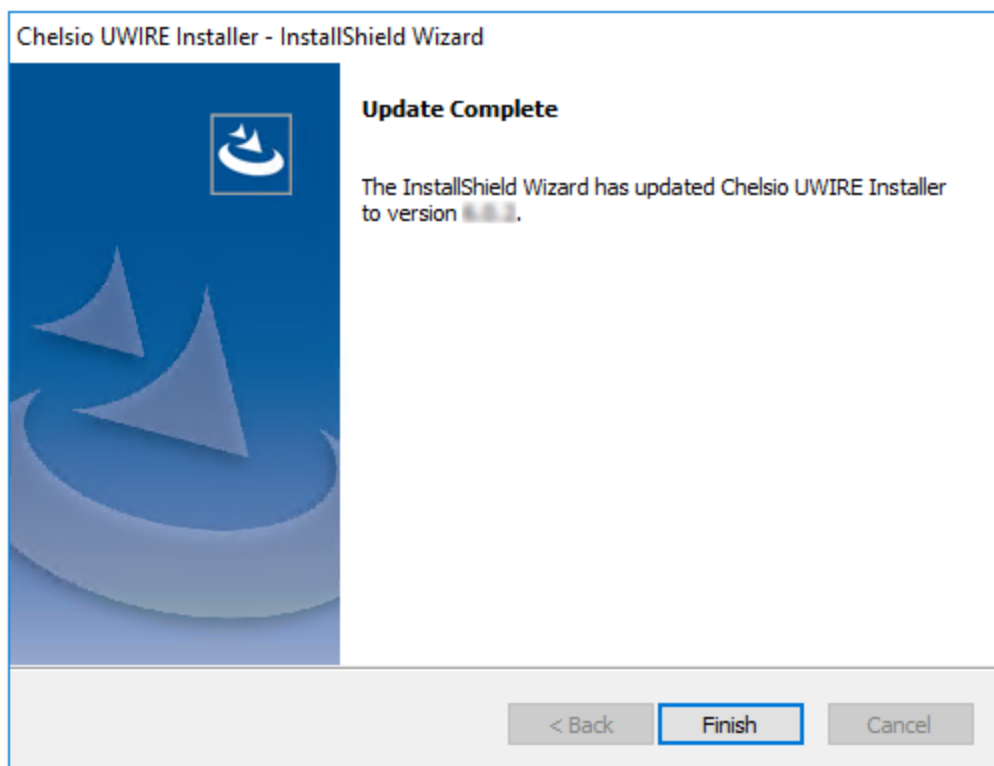 Chelsio UWIRE Installer - InstallShield Wizard
Update Complete
The InstallShield Wizard has updated Chelsio UWIRE Installer
to version .
< Back Finish Cancel